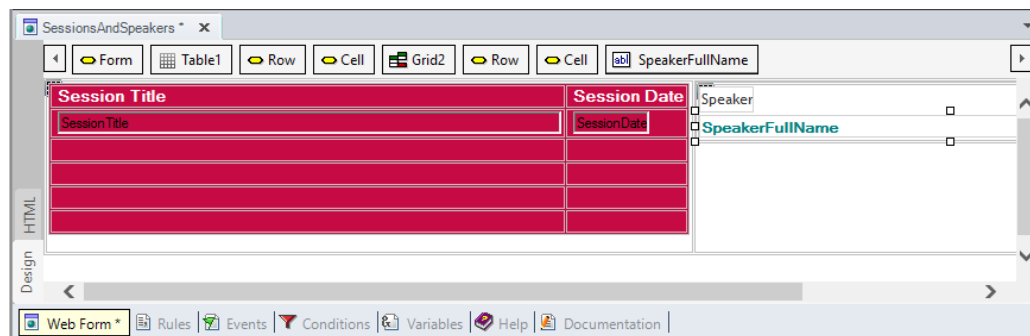 SessionsAndSpeakers * x
Form Table1 Row Cell Grid2 Row Cell abl SpeakerFullName
Session Title Session Date Speaker
SessionTitle SessionDate SpeakerFullName
HTML
Design
Web Form * Rules Events Conditions Variables Help Documentation